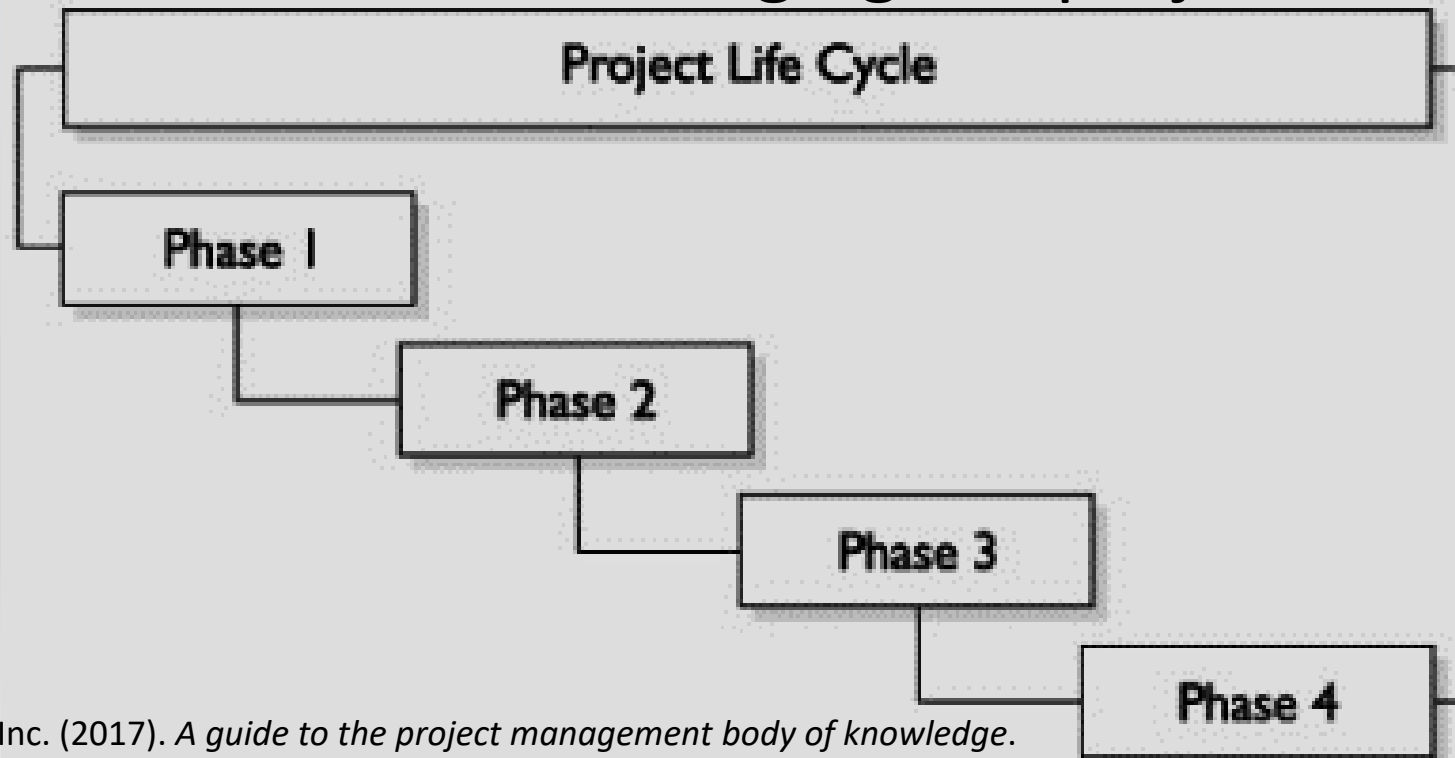 Project Life Cycle
Phase 1
Phase 2
Phase 3
Phase 4
Inc. (2017). A guide to the project management body of knowledge.